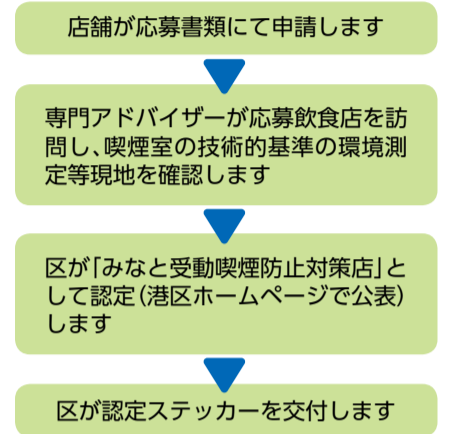 店舗が応募書類にて申請します
専門アドバイザーが応募飲食店を訪
問し、喫煙室の技術的基準の環境測
定等現地を確認します
区が「みなと受動喫煙防止対策店」と
して認定（港区ホームページで公表）
します
区が認定ステッカーを交付します